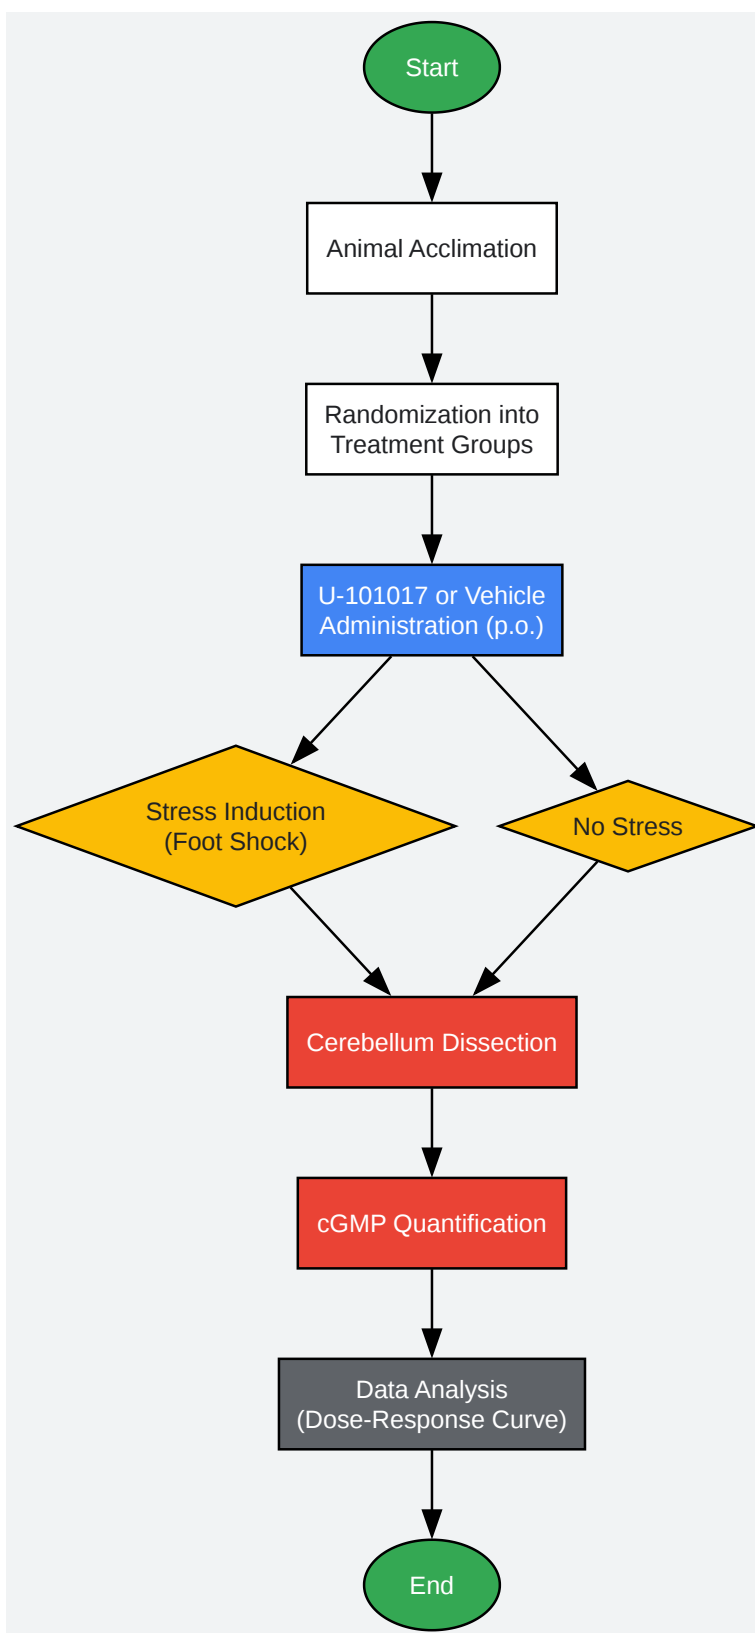 Start
Animal Acclimation
Randomization into
Treatment Groups
U-101017 or Vehicle
Administration (p.o.)
Stress Induction
(Foot Shock)
No Stress
Cerebellum Dissection
cGMP Quantification
Data Analysis
(Dose-Response Curve)
End